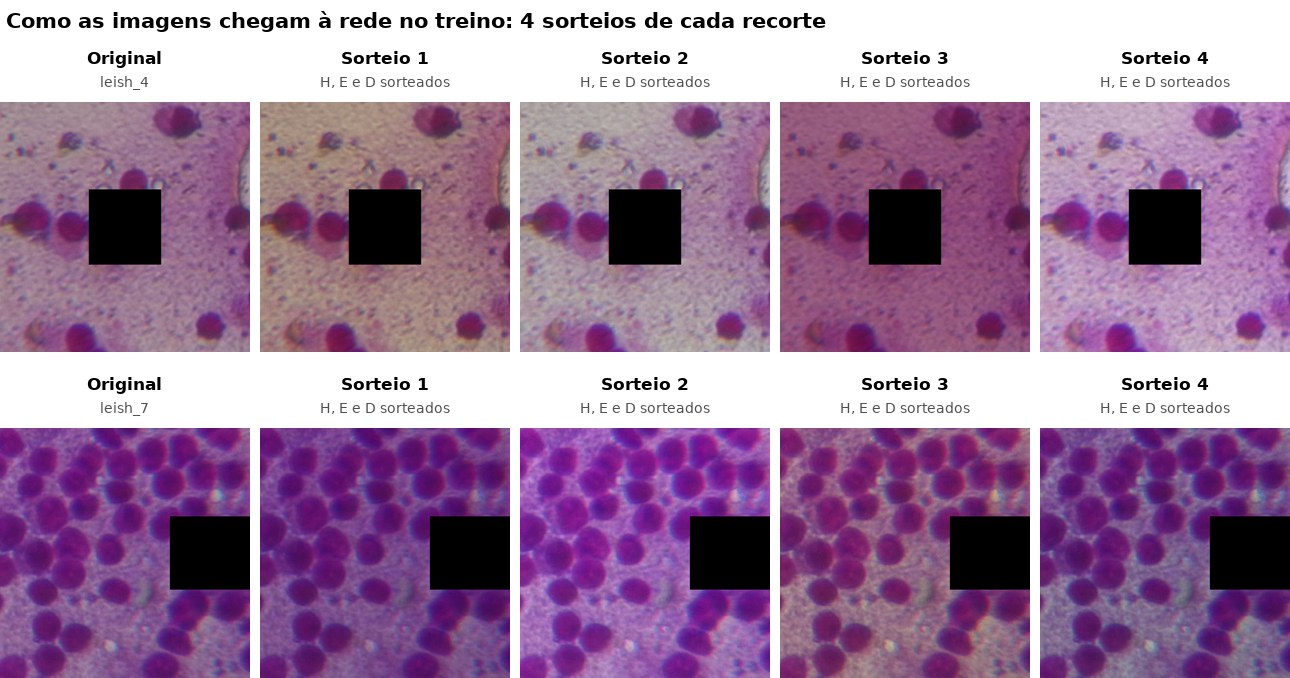 Como as imagens chegam à rede no treino: 4 sorteios de cada recorte
Original Sorteio 1 Sorteio 2 Sorteio 3 Sorteio 4
leish_4 H, E e D sorteados H, E e D sorteados H, E e D sorteados H, E e D sorteados
Original Sorteio 1 Sorteio 2 Sorteio 3 Sorteio 4
leish_7 H, E e D sorteados H, E e D sorteados H, E e D sorteados H, E e D sorteados